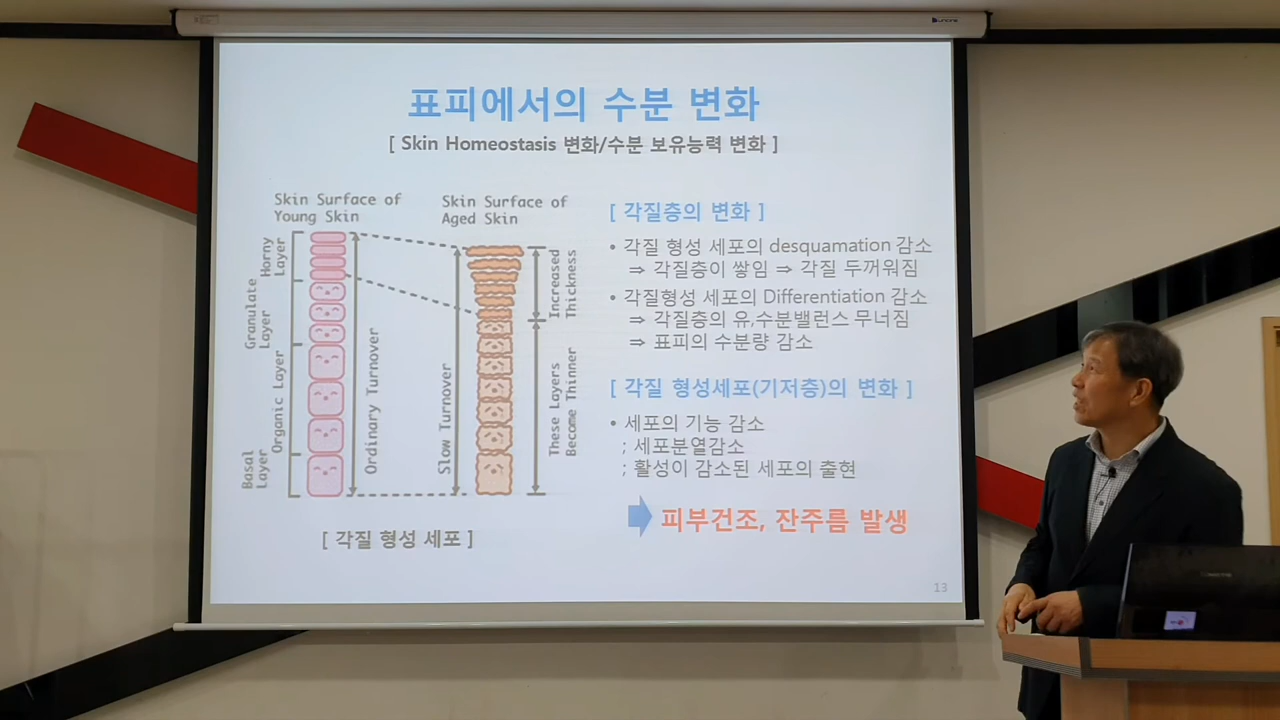 표피에서의 수분 변화
[ Skin Homeostasis 변화/수분 보유능력 변화 ]
Skin Surface of
Young Skin
Skin Surface of
Aged Skin
Horny
Layer
Granulate
Layer
Organic Layer
Basal
Layer
Ordinary Turnover
Slow Turnover
Increased
Thickness
These Layers
Become Thinner
[ 각질 형성 세포 ]
[ 각질층의 변화 ]
• 각질 형성 세포의 desquamation 감소
⇒ 각질층이 쌓임 ⇒ 각질 두꺼워짐
• 각질형성 세포의 Differentiation 감소
⇒ 각질층의 유,수분밸런스 무너짐
⇒ 표피의 수분량 감소
[ 각질 형성세포(기저층)의 변화 ]
• 세포의 기능 감소
; 세포분열감소
; 활성이 감소된 세포의 출현
피부건조, 잔주름 발생
13